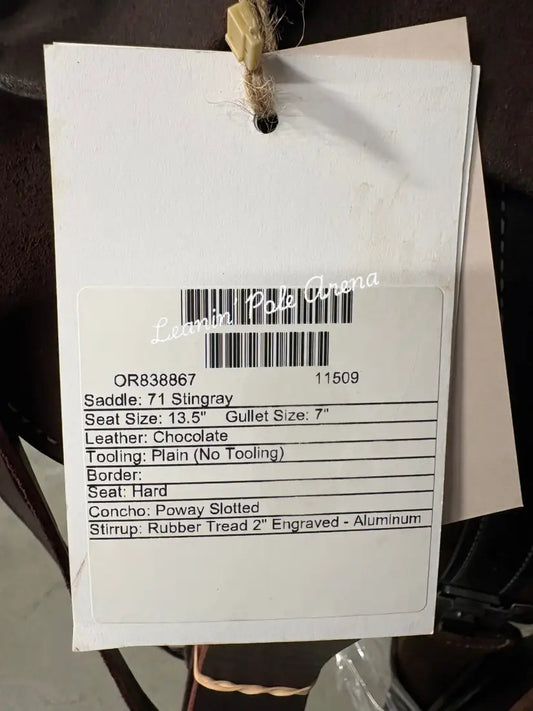 Leanin' Pole Arena
OR838867 11509
Saddle: 71 Stingray
Seat Size: 13.5" Gullet Size: 7"
Leather: Chocolate
Tooling: Plain (No Tooling)
Border:
Seat: Hard
Concho: Poway Slotted
Stirrup: Rubber Tread 2" Engraved - Aluminum